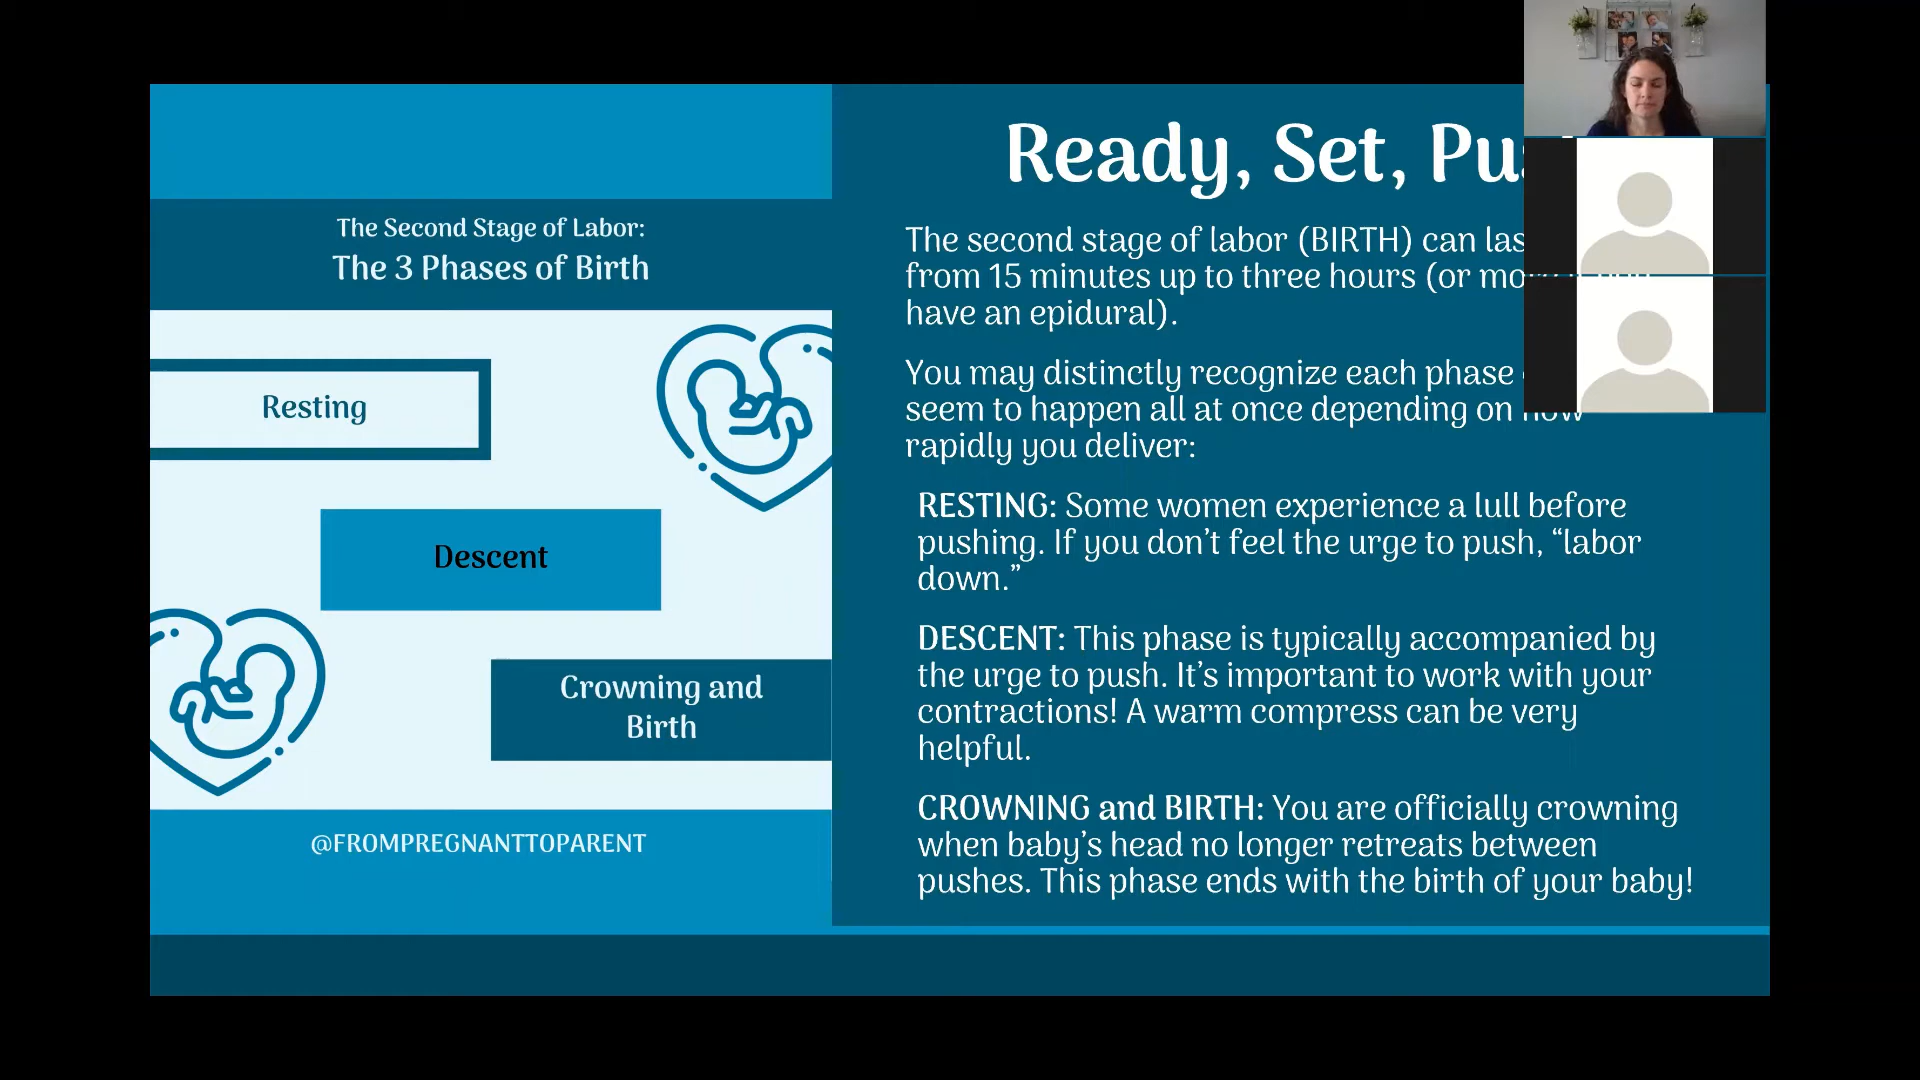 The Second Stage of Labor:
The 3 Phases of Birth
Resting
Descent
Crowning and
Birth
@FROMPREGNANTTOPARENT
Ready, Set,
The second stage of labor (BIRTH) can
from 15 minutes up to three hours (or
have an epidural).
You may distinctly recognize each phase
seem to happen all at once depending on how
rapidly you deliver:
RESTING: Some women experience a lull before
pushing. If you don’t feel the urge to push, “labor
down.”
DESCENT: This phase is typically accompanied by
the urge to push. It’s important to work with your
contractions! A warm compress can be very
helpful.
CROWNING and BIRTH: You are officially crowning
when baby’s head no longer retreats between
pushes. This phase ends with the birth of your baby!